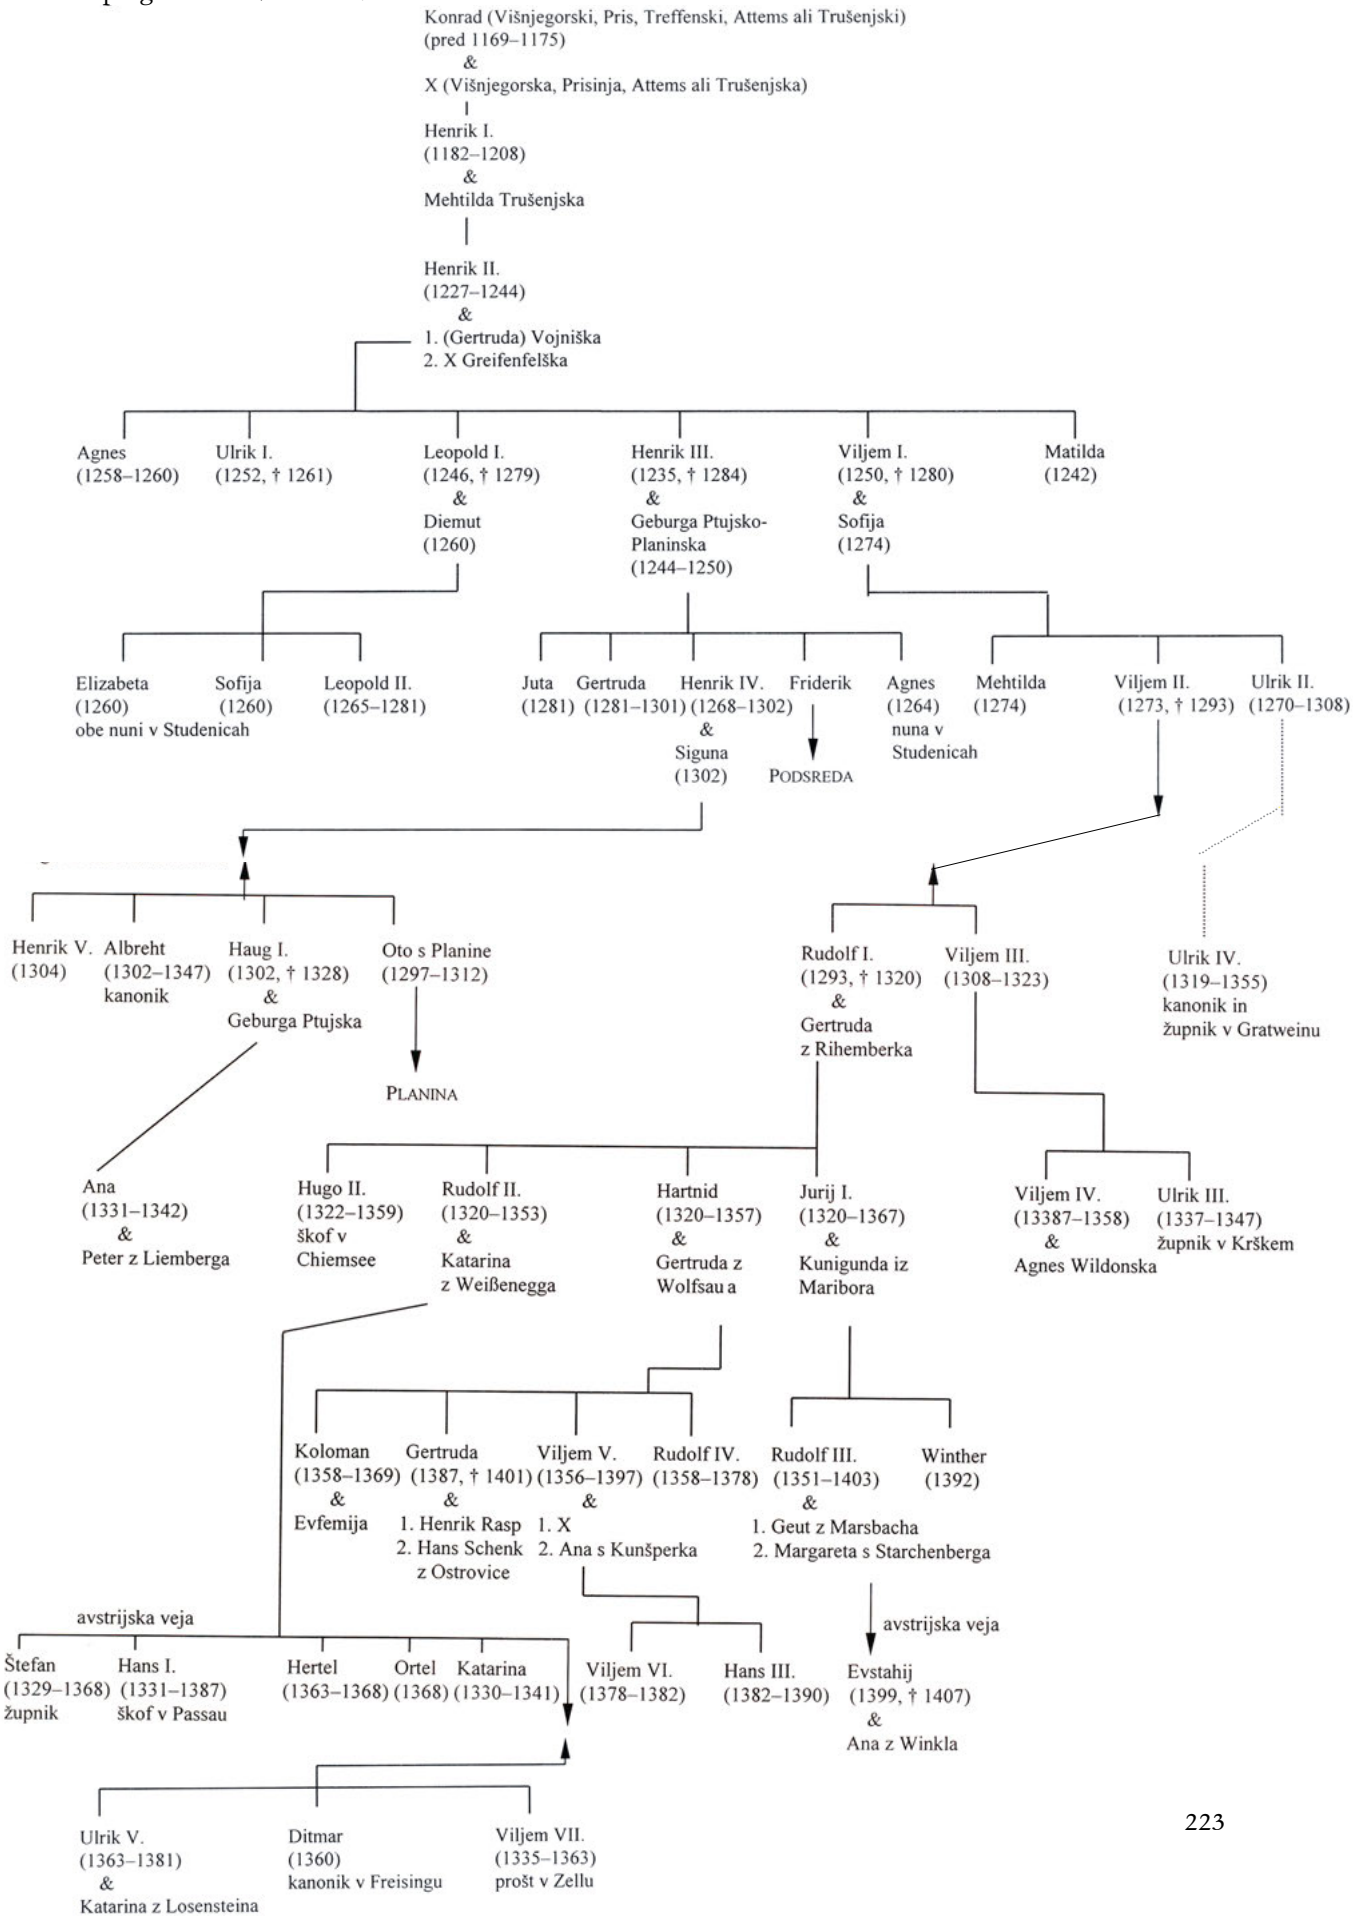 Konrad (Višnjegorski, Pris, Treffenski, Attems ali Trušenjski)
(pred 1169–1175)
&
X (Višnjegorska, Prisinja, Attems ali Trušenjska)
Henrik I.
(1182–1208)
&
Mehtilda Trušenjska
Henrik II.
(1227–1244)
&
1. (Gertruda) Vojniška
2. X Greifenfelška
Agnes
(1258–1260)
Ulrik I.
(1252, † 1261)
Leopold I.
(1246, † 1279)
&
Diemut
(1260)
Henrik III.
(1235, † 1284)
&
Geburga Ptujsko-
Planinska
(1244–1250)
Viljem I.
(1250, † 1280)
&
Sofija
(1274)
Matilda
(1242)
Elizabeta
(1260)
obe nuni v Studenicah
Sofija
(1260)
Leopold II.
(1265–1281)
Juta
(1281)
Gertruda
(1281–1301)
Henrik IV.
(1268–1302)
&
Siguna
(1302)
Friderik
PODSREDA
Agnes
(1264)
nuna v
Studenicah
Mehtilda
(1274)
Viljem II.
(1273, † 1293)
Ulrik II.
(1270–1308)
Henrik V.
(1304)
Albreht
(1302–1347)
kanonik
Haug I.
(1302, † 1328)
&
Geburga Ptujska
Oto s Planine
(1297–1312)
PLANINA
Rudolf I.
(1293, † 1320)
&
Gertruda
z Rihemberka
Viljem III.
(1308–1323)
Ulrik IV.
(1319–1355)
kanonik in
župnik v Gratweinu
Ana
(1331–1342)
&
Peter z Liemberga
Hugo II.
(1322–1359)
škof v
Chiemsee
Rudolf II.
(1320–1353)
&
Katarina
z Weißenegga
Hartnid
(1320–1357)
&
Gertruda z
Wolfsau a
Jurij I.
(1320–1367)
&
Kunigunda iz
Maribora
Viljem IV.
(13387–1358)
&
Agnes Wildonska
Ulrik III.
(1337–1347)
župnik v Krškem
Koloman
(1358–1369)
&
Evfemija
Gertruda
(1387, † 1401)
&
1. Henrik Rasp
2. Hans Schenk
z Ostrovice
Viljem V.
(1356–1397)
&
1. X
2. Ana s Kunšperka
Rudolf IV.
(1358–1378)
Rudolf III.
(1351–1403)
&
1. Geut z Marsbacha
2. Margareta s Starchenberga
Winther
(1392)
avstrijska veja
avstrijska veja
Štefan
(1329–1368)
župnik
Hans I.
(1331–1387)
škof v Passau
Hertel
(1363–1368)
Ortel
(1368)
Katarina
(1330–1341)
Viljem VI.
(1378–1382)
Hans III.
(1382–1390)
Evstahij
(1399, † 1407)
&
Ana z Winkla
Ulrik V.
(1363–1381)
&
Katarina z Losensteina
Ditmar
(1360)
kanonik v Freisingu
Viljem VII.
(1335–1363)
prošt v Zellu
223